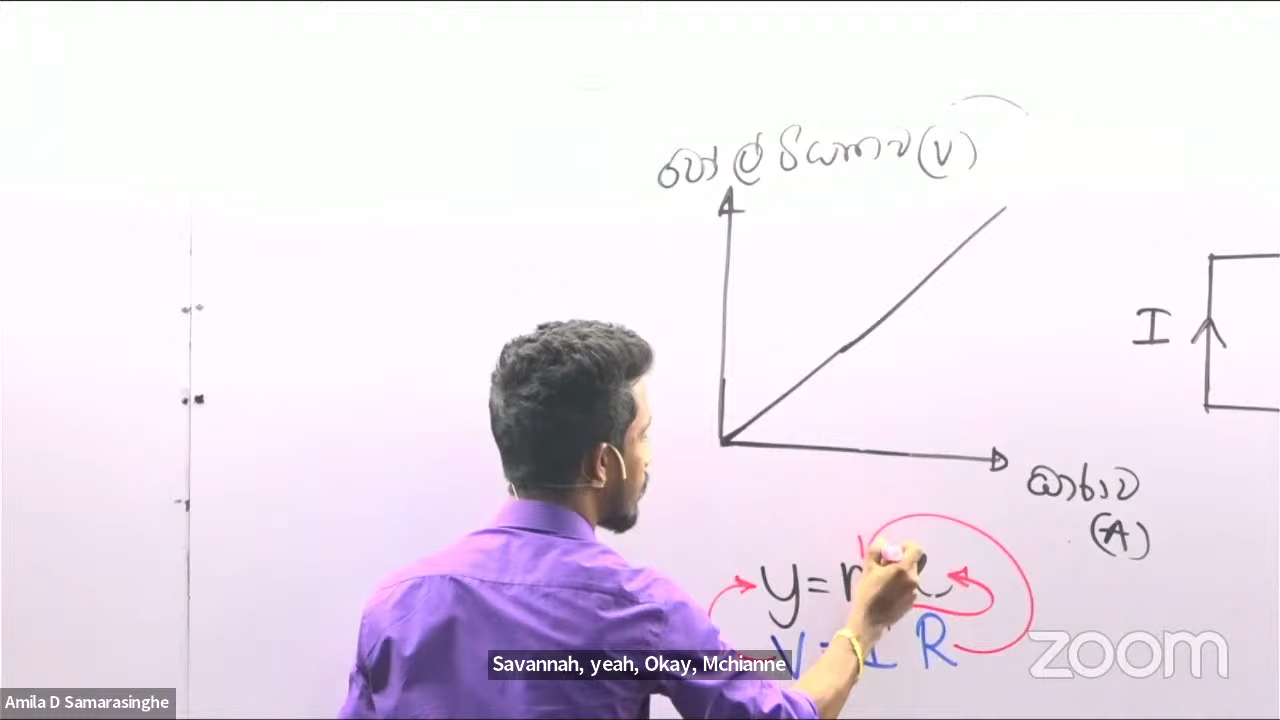 වෝල්ටීයතාව (V)
I
ධාරාව
(A)
y = m x
V = I R
zoom
Savannah, yeah, Okay, Mchianne
Amila D Samarasinghe